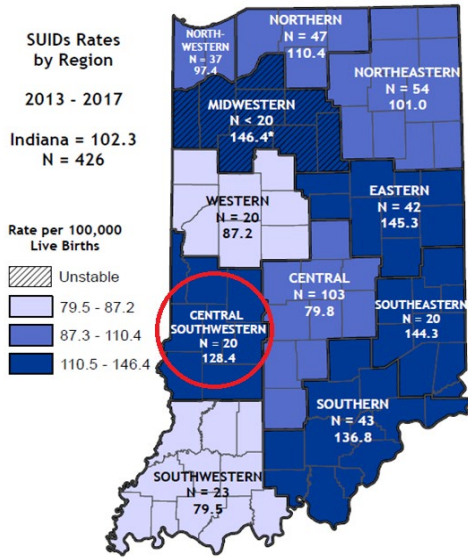 SUIDs Rates
by Region
2013 - 2017
Indiana = 102.3
N = 426
NORTH-
WESTERN
N = 37
97.4
NORTHERN
N = 47
110.4
NORTHEASTERN
N = 54
101.0
MIDWESTERN
N < 20
146.4*
WESTERN
N = 20
87.2
EASTERN
N = 42
145.3
Rate per 100,000
Live Births
Unstable
79.5 - 87.2
87.3 - 110.4
110.5 - 146.4
CENTRAL
SOUTHWESTERN
N = 20
128.4
CENTRAL
N = 103
79.8
SOUTHEASTERN
N = 20
144.3
SOUTHERN
N = 43
136.8
SOUTHWESTERN
N = 23
79.5